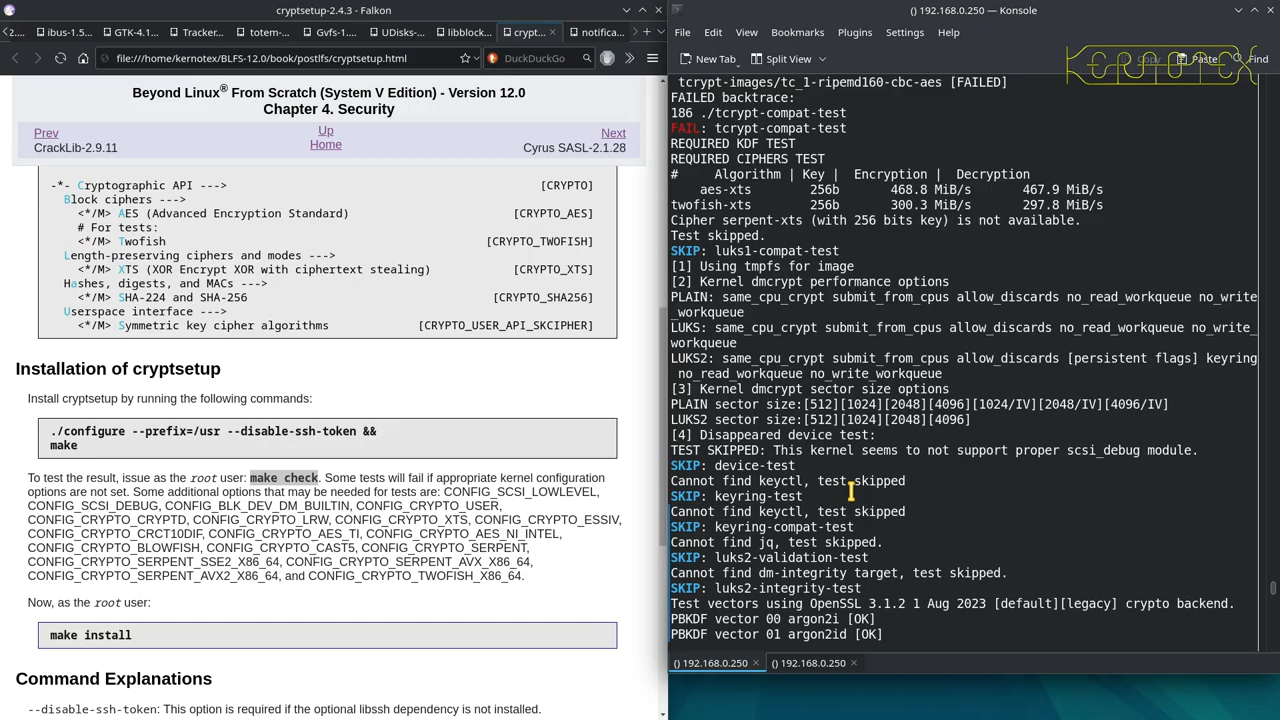 cryptsetup-2.4.3 - Falkon
2....
ibus-1.5...
GTK-4.1...
Tracker...
totem-...
Gvfs-1....
UDisks-...
libblock...
crypt...
notifica...
file:///home/kernotex/BLFS-12.0/book/postlfs/cryptsetup.html
DuckDuckGo
Beyond Linux® From Scratch (System V Edition) - Version 12.0
Chapter 4. Security
Prev Up Next
CrackLib-2.9.11 Home Cyrus SASL-2.1.28
-*- Cryptographic API ---> [CRYPTO]
Block ciphers --->
<*/M> AES (Advanced Encryption Standard) [CRYPTO_AES]
# For tests:
<*/M> Twofish [CRYPTO_TWOFISH]
Length-preserving ciphers and modes --->
<*/M> XTS (XOR Encrypt XOR with ciphertext stealing) [CRYPTO_XTS]
Hashes, digests, and MACs --->
<*/M> SHA-224 and SHA-256 [CRYPTO_SHA256]
Userspace interface --->
<*/M> Symmetric key cipher algorithms [CRYPTO_USER_API_SKCIPHER]
Installation of cryptsetup
Install cryptsetup by running the following commands:
./configure --prefix=/usr --disable-ssh-token &&
make
To test the result, issue as the root user: make check. Some tests will fail if appropriate kernel configuration
options are not set. Some additional options that may be needed for tests are: CONFIG_SCSI_LOWLEVEL,
CONFIG_SCSI_DEBUG, CONFIG_BLK_DEV_DM_BUILTIN, CONFIG_CRYPTO_USER,
CONFIG_CRYPTO_CRYPTD, CONFIG_CRYPTO_LRW, CONFIG_CRYPTO_XTS, CONFIG_CRYPTO_ESSIV,
CONFIG_CRYPTO_CRCT10DIF, CONFIG_CRYPTO_AES_TI, CONFIG_CRYPTO_AES_NI_INTEL,
CONFIG_CRYPTO_BLOWFISH, CONFIG_CRYPTO_CAST5, CONFIG_CRYPTO_SERPENT,
CONFIG_CRYPTO_SERPENT_SSE2_X86_64, CONFIG_CRYPTO_SERPENT_AVX_X86_64,
CONFIG_CRYPTO_SERPENT_AVX2_X86_64, and CONFIG_CRYPTO_TWOFISH_X86_64.
Now, as the root user:
make install
Command Explanations
--disable-ssh-token: This option is required if the optional libssh dependency is not installed.
() 192.168.0.250 — Konsole
File Edit View Bookmarks Plugins Settings Help
New Tab Split View Copy Paste Find
KERNOTEX
tcrypt-images/tc_1-ripemd160-cbc-aes [FAILED]
FAILED backtrace:
186 ./tcrypt-compat-test
FAIL: tcrypt-compat-test
REQUIRED KDF TEST
REQUIRED CIPHERS TEST
# Algorithm | Key | Encryption | Decryption
aes-xts 256b 468.8 MiB/s 467.9 MiB/s
twofish-xts 256b 300.3 MiB/s 297.8 MiB/s
Cipher serpent-xts (with 256 bits key) is not available.
Test skipped.
SKIP: luks1-compat-test
[1] Using tmpfs for image
[2] Kernel dmcrypt performance options
PLAIN: same_cpu_crypt submit_from_cpus allow_discards no_read_workqueue no_write
_workqueue
LUKS: same_cpu_crypt submit_from_cpus allow_discards no_read_workqueue no_write_
workqueue
LUKS2: same_cpu_crypt submit_from_cpus allow_discards [persistent flags] keyring
no_read_workqueue no_write_workqueue
[3] Kernel dmcrypt sector size options
PLAIN sector size:[512][1024][2048][4096][1024/IV][2048/IV][4096/IV]
LUKS2 sector size:[512][1024][2048][4096]
[4] Disappeared device test:
TEST SKIPPED: This kernel seems to not support proper scsi_debug module.
SKIP: device-test
Cannot find keyctl, test skipped
SKIP: keyring-test
Cannot find keyctl, test skipped
SKIP: keyring-compat-test
Cannot find jq, test skipped.
SKIP: luks2-validation-test
Cannot find dm-integrity target, test skipped.
SKIP: luks2-integrity-test
Test vectors using OpenSSL 3.1.2 1 Aug 2023 [default][legacy] crypto backend.
PBKDF vector 00 argon2i [OK]
PBKDF vector 01 argon2id [OK]
() 192.168.0.250
() 192.168.0.250